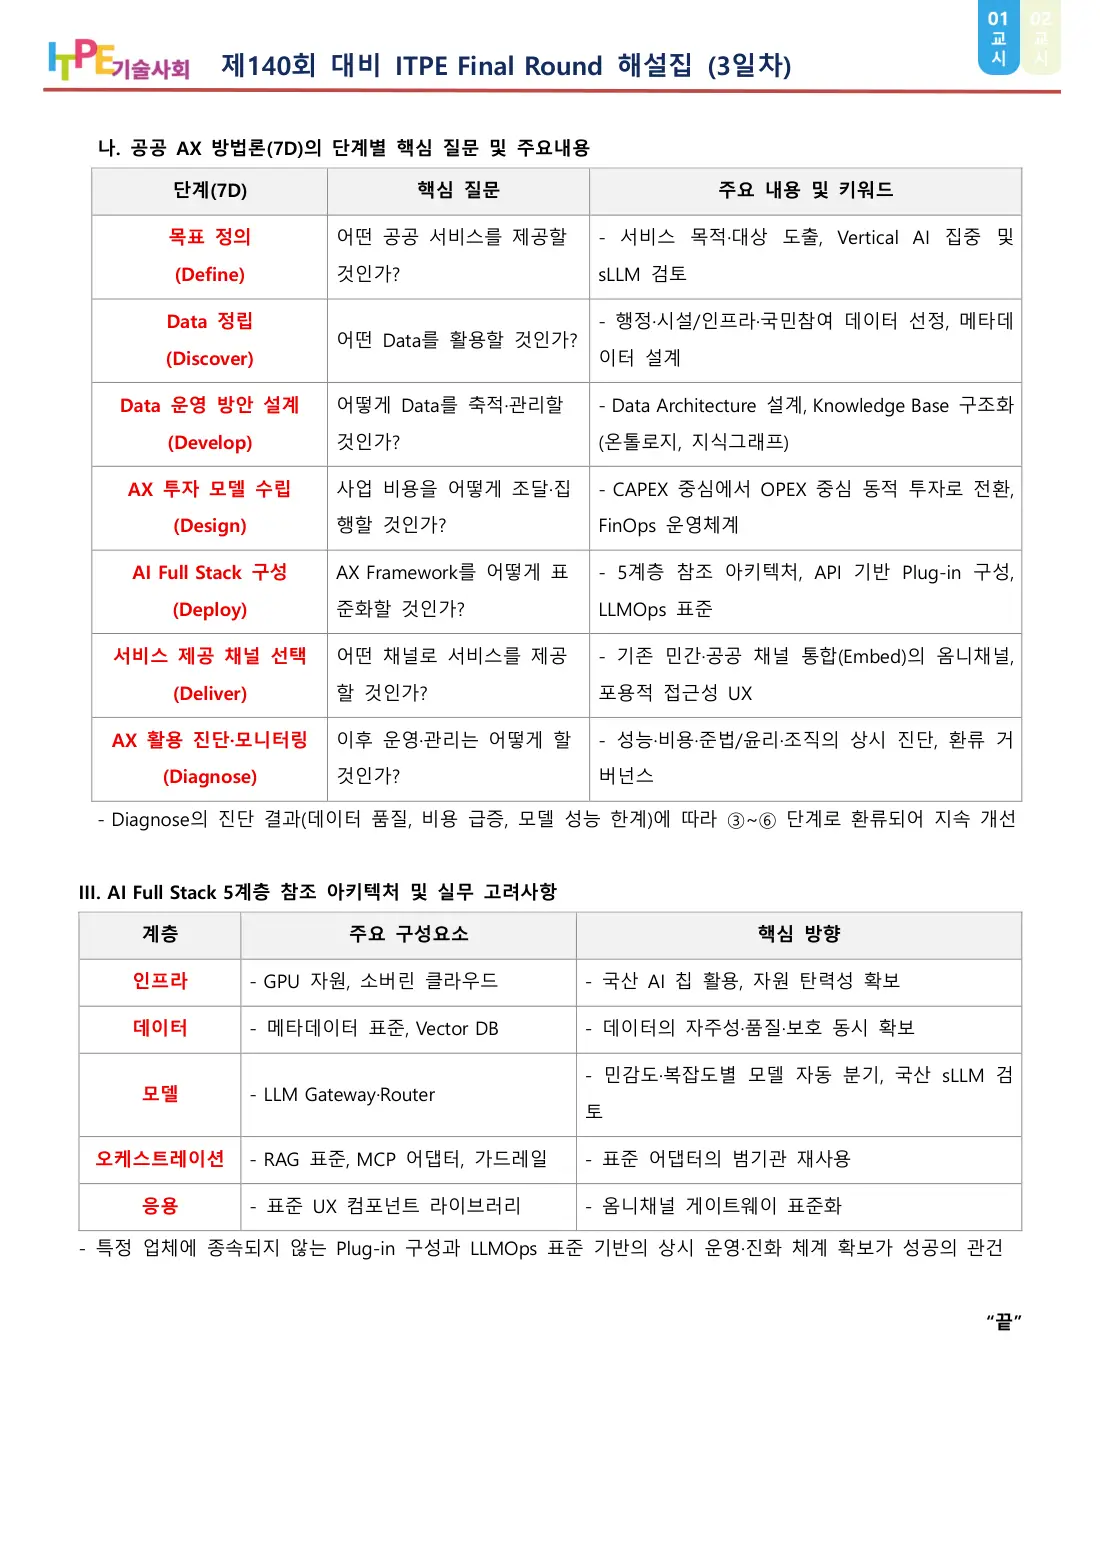 ITPE기술사회
제140회 대비 ITPE Final Round 해설집 (3일차)
01
교
시
02
교
시
나. 공공 AX 방법론(7D)의 단계별 핵심 질문 및 주요내용
단계(7D)
핵심 질문
주요 내용 및 키워드
목표 정의
(Define)
어떤 공공 서비스를 제공할
것인가?
- 서비스 목적·대상 도출, Vertical AI 집중 및
sLLM 검토
Data 정립
(Discover)
어떤 Data를 활용할 것인가?
- 행정·시설/인프라·국민참여 데이터 선정, 메타데
이터 설계
Data 운영 방안 설계
(Develop)
어떻게 Data를 축적·관리할
것인가?
- Data Architecture 설계, Knowledge Base 구조화
(온톨로지, 지식그래프)
AX 투자 모델 수립
(Design)
사업 비용을 어떻게 조달·집
행할 것인가?
- CAPEX 중심에서 OPEX 중심 동적 투자로 전환,
FinOps 운영체계
AI Full Stack 구성
(Deploy)
AX Framework를 어떻게 표
준화할 것인가?
- 5계층 참조 아키텍처, API 기반 Plug-in 구성,
LLMOps 표준
서비스 제공 채널 선택
(Deliver)
어떤 채널로 서비스를 제공
할 것인가?
- 기존 민간·공공 채널 통합(Embed)의 옴니채널,
포용적 접근성 UX
AX 활용 진단·모니터링
(Diagnose)
이후 운영·관리는 어떻게 할
것인가?
- 성능·비용·준법/윤리·조직의 상시 진단, 환류 거
버넌스
- Diagnose의 진단 결과(데이터 품질, 비용 급증, 모델 성능 한계)에 따라 ③~⑥ 단계로 환류되어 지속 개선
III. AI Full Stack 5계층 참조 아키텍처 및 실무 고려사항
계층
주요 구성요소
핵심 방향
인프라
- GPU 자원, 소버린 클라우드
- 국산 AI 칩 활용, 자원 탄력성 확보
데이터
- 메타데이터 표준, Vector DB
- 데이터의 자주성·품질·보호 동시 확보
모델
- LLM Gateway·Router
- 민감도·복잡도별 모델 자동 분기, 국산 sLLM 검
토
오케스트레이션
- RAG 표준, MCP 어댑터, 가드레일
- 표준 어댑터의 범기관 재사용
응용
- 표준 UX 컴포넌트 라이브러리
- 옴니채널 게이트웨이 표준화
- 특정 업체에 종속되지 않는 Plug-in 구성과 LLMOps 표준 기반의 상시 운영·진화 체계 확보가 성공의 관건
“끝”